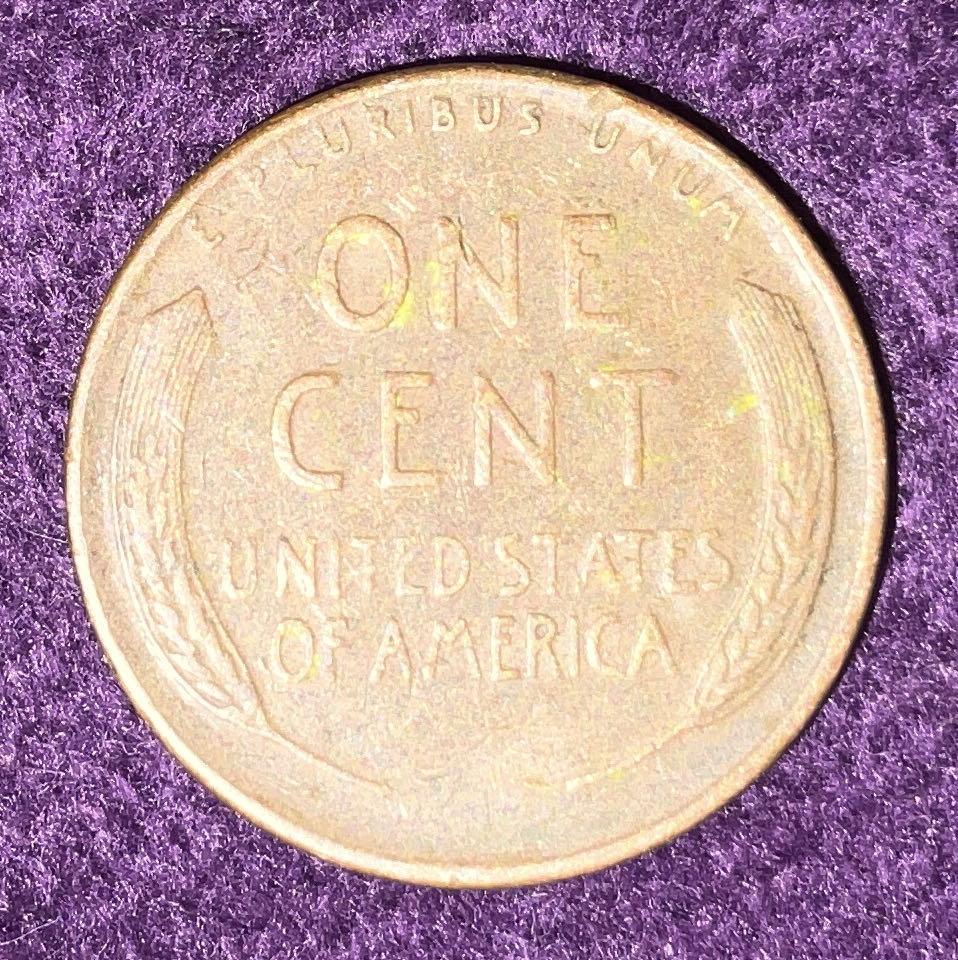 E PLURIBUS UNUM
ONE
CENT
UNITED STATES
OF AMERICA